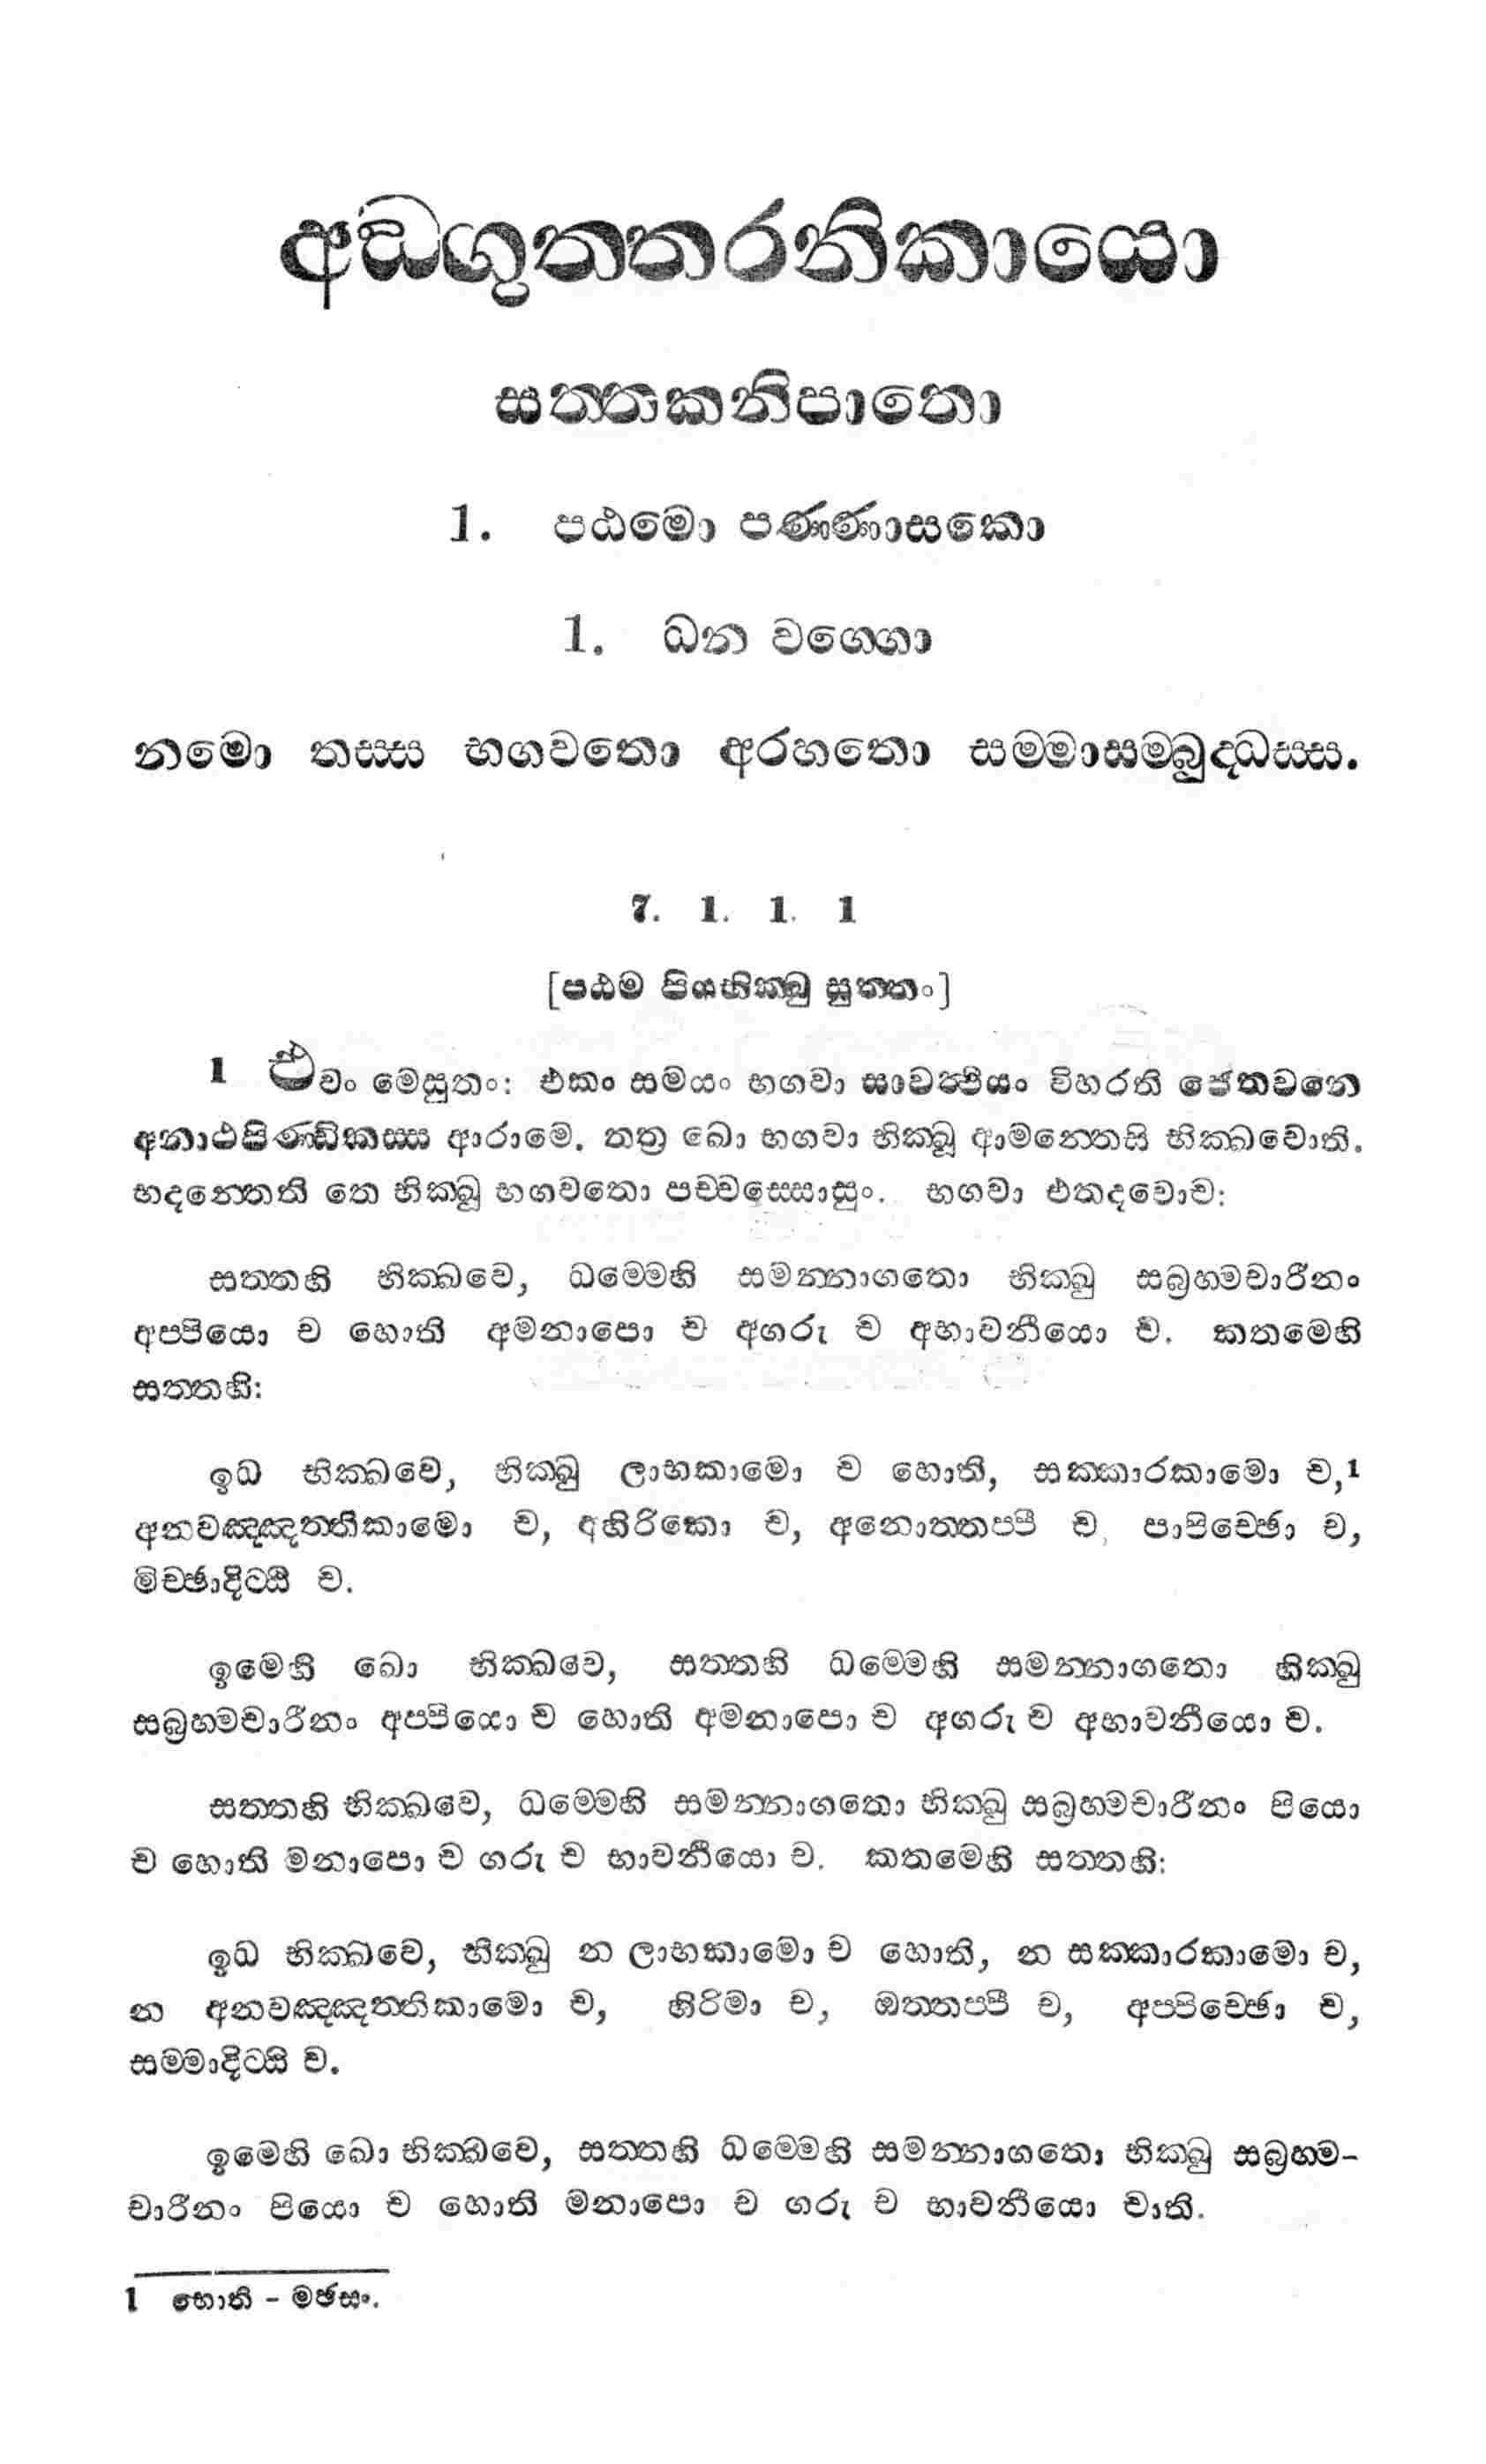 අඞ්ගුත්තරනිකායො
සත්තකනිපාතො
1. පඨමො පණ්ණාසකො
1. ධන වග්ගො
නමො තස්ස භගවතො අරහතො සම්මාසම්බුද්ධස්ස.
7. 1. 1. 1
[පඨම පියභික්ඛු සුත්තං]
1 එවං මෙසුතං: එකං සමයං භගවා සාවත්ථියං විහරති ජේතවනෙ
අනාථපිණ්ඩිකස්ස ආරාමෙ. තත්‍ර ඛො භගවා භික්ඛූ ආමන්තෙසි භික්ඛවොති.
භදන්තෙති තෙ භික්ඛූ භගවතො පච්චස්සොසුං. භගවා එතදවොච:
සත්තහි භික්ඛවෙ, ධම්මෙහි සමන්නාගතො භික්ඛු සබ්‍රහ්මචාරීනං
අප්පියො ච හොති අමනාපො ච අගරු ච අභාවනීයො ච. කතමෙහි
සත්තහි:
ඉධ භික්ඛවෙ, භික්ඛු ලාභකාමො ච හොති, සක්කාරකාමො ච,1
අනවඤ්ඤත්තිකාමො ච, අහිරිකො ච, අනොත්තප්පී ච, පාපිච්ඡො ච,
මිච්ඡාදිට්ඨි ච.
ඉමෙහි ඛො භික්ඛවෙ, සත්තහි ධම්මෙහි සමන්නාගතො භික්ඛු
සබ්‍රහ්මචාරීනං අප්පියො ච හොති අමනාපො ච අගරු ච අභාවනීයො ච.
සත්තහි භික්ඛවෙ, ධම්මෙහි සමන්නාගතො භික්ඛු සබ්‍රහ්මචාරීනං පියො
ච හොති මනාපො ච ගරු ච භාවනීයො ච. කතමෙහි සත්තහි:
ඉධ භික්ඛවෙ, භික්ඛු න ලාභකාමො ච හොති, න සක්කාරකාමො ච,
න අනවඤ්ඤත්තිකාමො ච, හිරිමා ච, ඔත්තප්පී ච, අප්පිච්ඡො ච,
සම්මාදිට්ඨි ච.
ඉමෙහි ඛො භික්ඛවෙ, සත්තහි ධම්මෙහි සමන්නාගතො භික්ඛු සබ්‍රහ්ම-
චාරීනං පියො ච හොති මනාපො ච ගරු ච භාවනීයො චාති.
1 භොති - මඡසං.